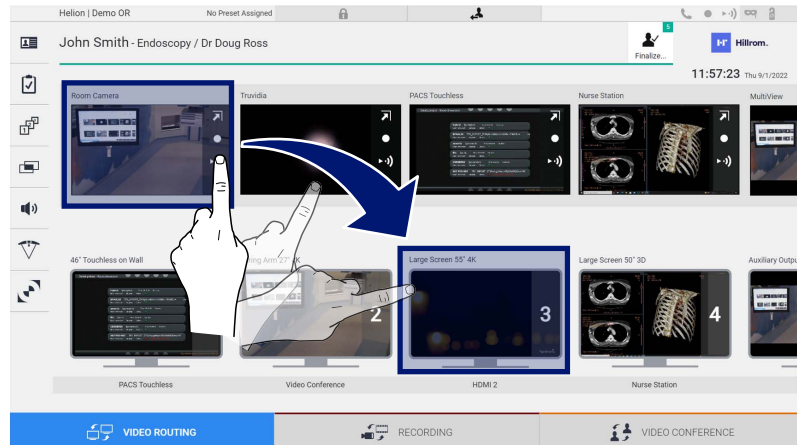 Helion | Demo OR No Preset Assigned
John Smith - Endoscopy / Dr Doug Ross
5
Finalize...
H-r Hillrom.
11:57:23 Thu 9/1/2022
Room Camera Truvidia PACS Touchless Nurse Station MultiView
46" Touchless on Wall Arm 27" Large Screen 55" 4K Large Screen 50" 3D Auxiliary Outpu
2 3 4
PACS Touchless Video Conference HDMI 2 Nurse Station
VIDEO ROUTING RECORDING VIDEO CONFERENCE